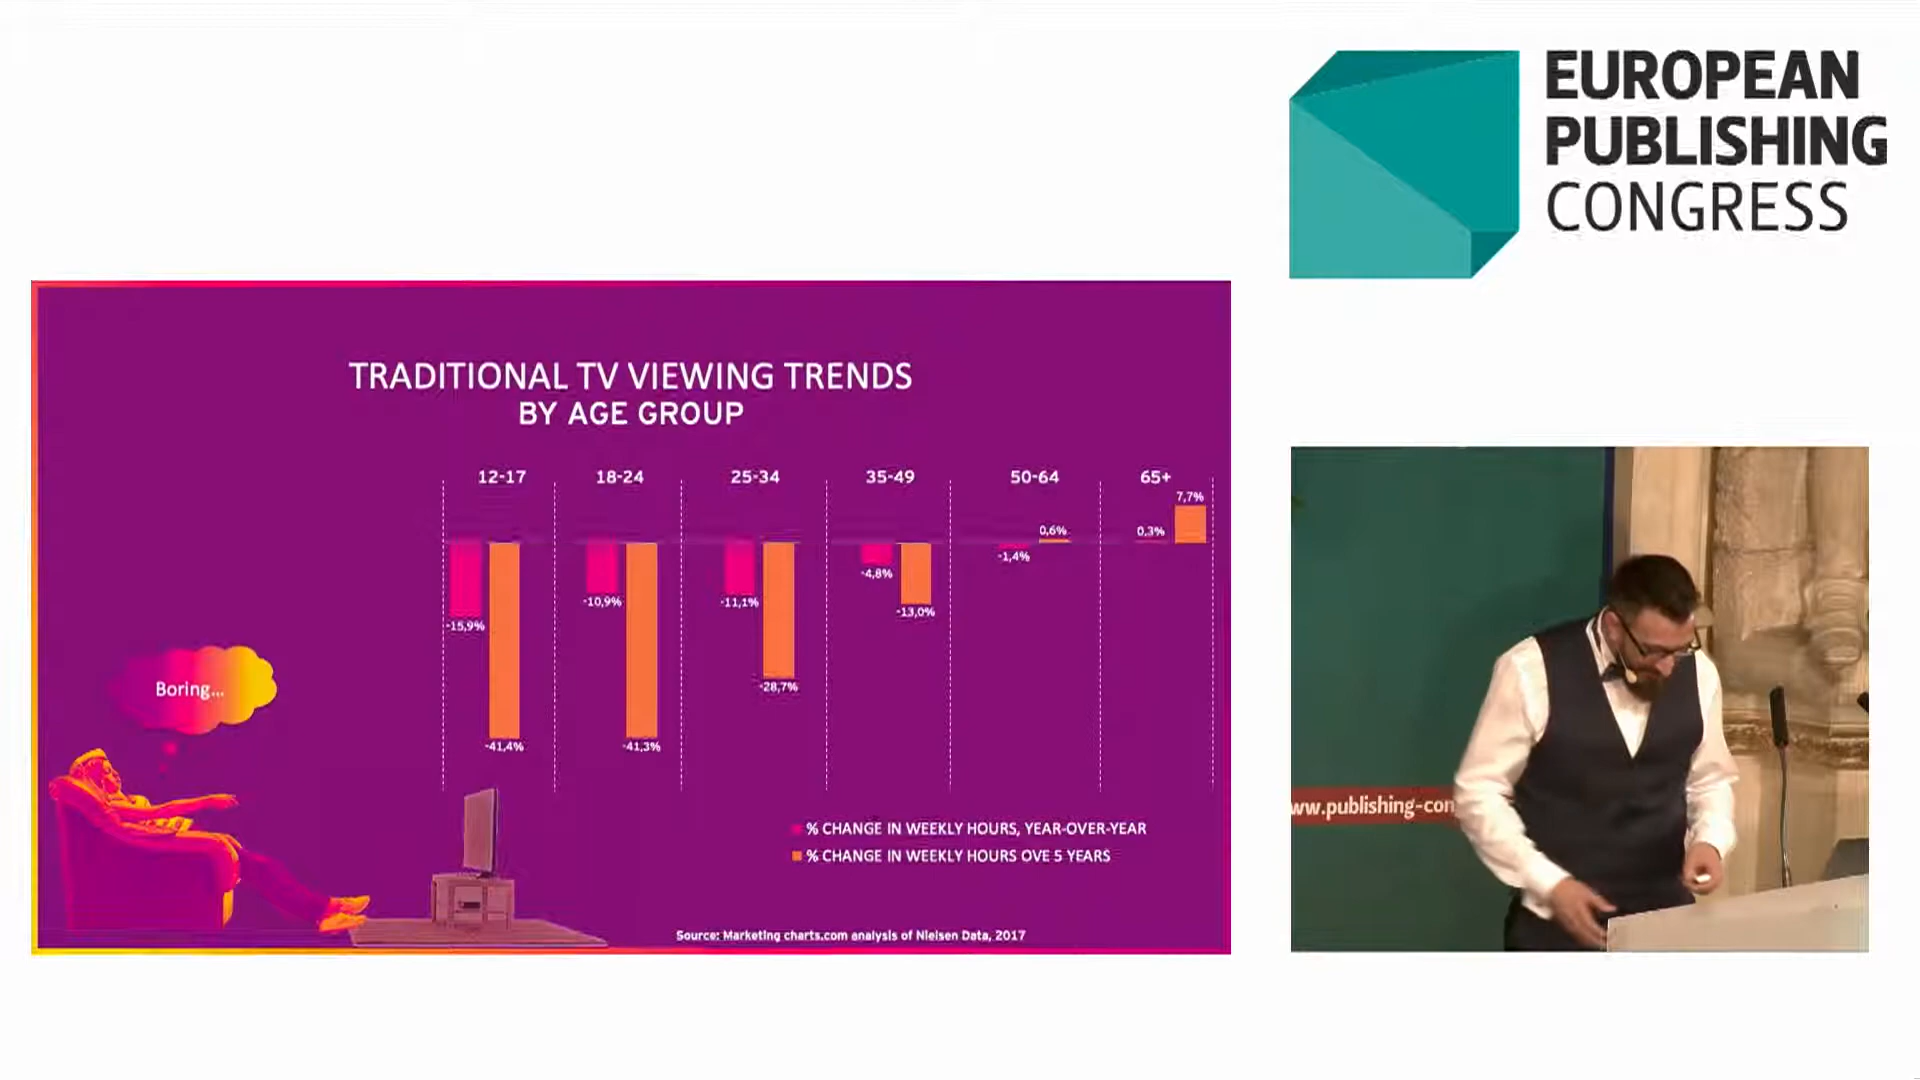 EUROPEAN
PUBLISHING
CONGRESS
TRADITIONAL TV VIEWING TRENDS
BY AGE GROUP
12-17 18-24 25-34 35-49 50-64 65+
7,7%
0,6% 0,3%
-1,4%
-4,8%
-10,9% -11,1%
-13,0%
-15,9%
-28,7%
-41,4% -41,3%
Boring...
% CHANGE IN WEEKLY HOURS, YEAR-OVER-YEAR
% CHANGE IN WEEKLY HOURS OVE 5 YEARS
Source: Marketing charts.com analysis of Nielsen Data, 2017
ww.publishing-con